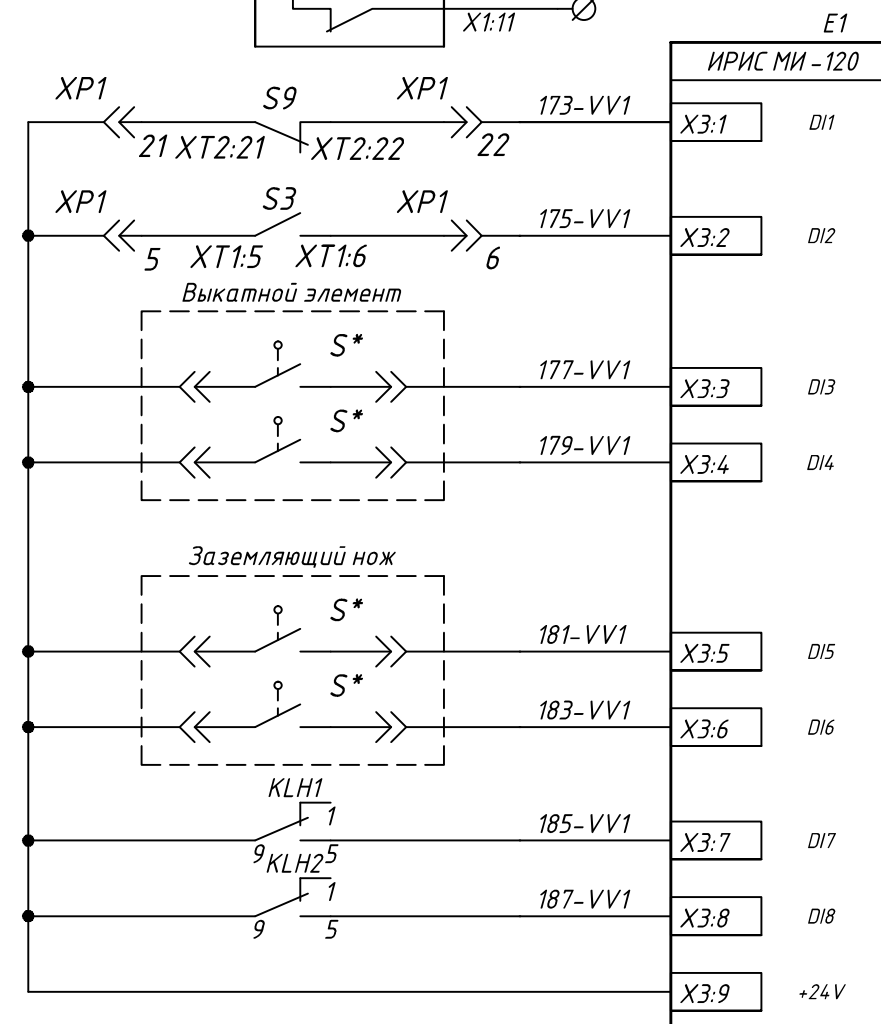 X1:11
E1
ИРИС МИ -120
XP1 S9 XP1 173-VV1
X3:1 DI1
21 XT2:21 XT2:22 22
XP1 S3 XP1 175-VV1
X3:2 DI2
5 XT1:5 XT1:6 6
Выкатной элемент
S* 177-VV1
X3:3 DI3
S* 179-VV1
X3:4 DI4
Заземляющий нож
S* 181-VV1
X3:5 DI5
S* 183-VV1
X3:6 DI6
KLH1
1 185-VV1
X3:7 DI7
9 5
KLH2
1 187-VV1
X3:8 DI8
9 5
X3:9 +24V